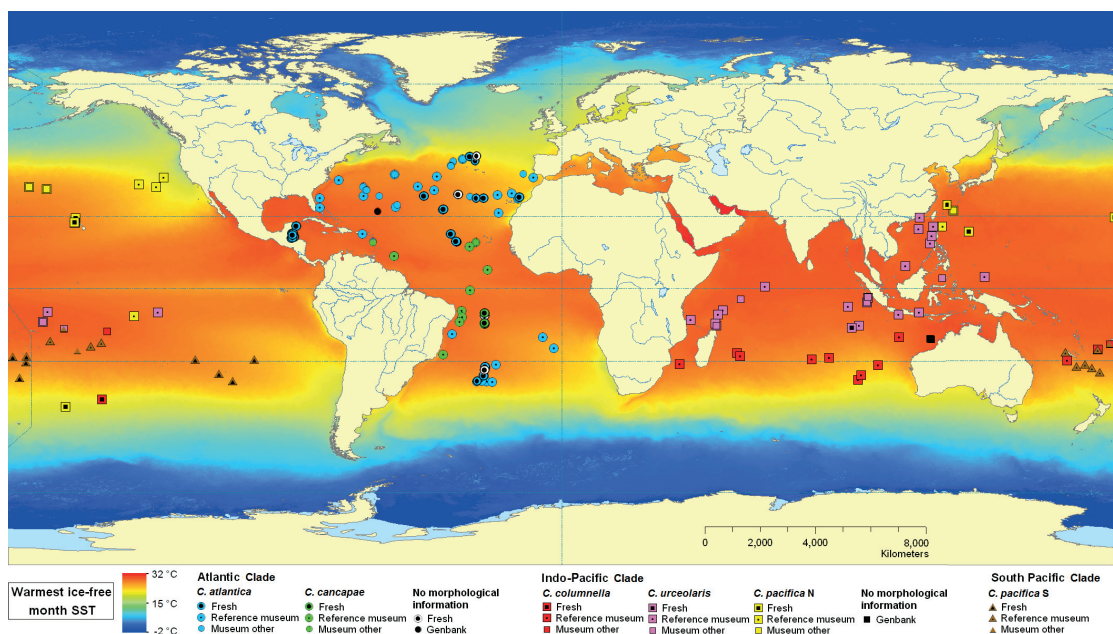 0 2,000 4,000 8,000
Kilometers
Warmest ice-free
month SST
32 °C
15 °C
-2 °C
Atlantic Clade
C. atlantica
Fresh
Reference museum
Museum other
C. cancapae
Fresh
Reference museum
Museum other
No morphological
information
Fresh
Genbank
Indo-Pacific Clade
C. columnella
Fresh
Reference museum
Museum other
C. urceolaris
Fresh
Reference museum
Museum other
C. pacifica N
Fresh
Reference museum
Museum other
No morphological
information
Genbank
South Pacific Clade
C. pacifica S
Fresh
Reference museum
Museum other